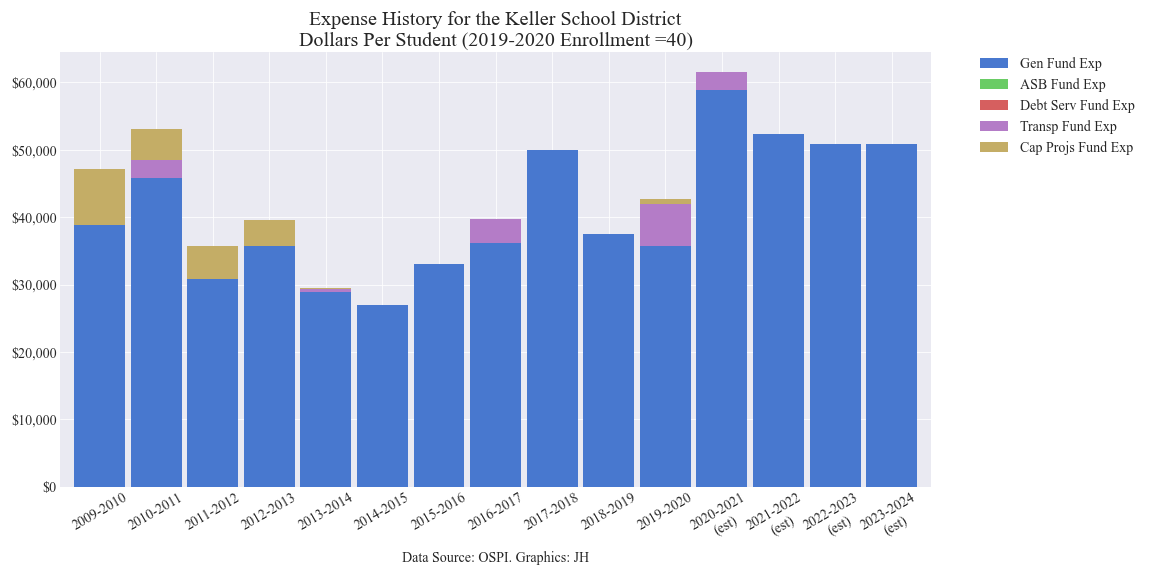 Expense History for the Keller School District
Dollars Per Student (2019-2020 Enrollment =40)
Gen Fund Exp
ASB Fund Exp
Debt Serv Fund Exp
Transp Fund Exp
Cap Projs Fund Exp
$60,000
$50,000
$40,000
$30,000
$20,000
$10,000
$0
2009-2010
2010-2011
2011-2012
2012-2013
2013-2014
2014-2015
2015-2016
2016-2017
2017-2018
2018-2019
2019-2020
2020-2021
(est)
2021-2022
(est)
2022-2023
(est)
2023-2024
(est)
Data Source: OSPI. Graphics: JH